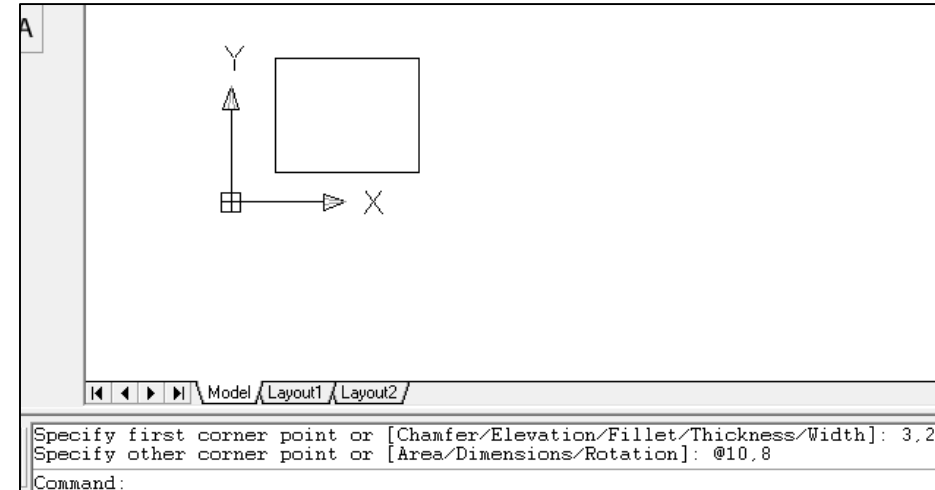 A
Y
X
Model Layout1 Layout2
Specify first corner point or [Chamfer/Elevation/Fillet/Thickness/Width]: 3,2
Specify other corner point or [Area/Dimensions/Rotation]: @10,8
Command: